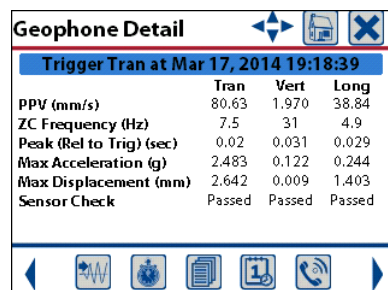 Geophone Detail
Trigger Tran at Mar 17, 2014 19:18:39
Tran Vert Long
PPV (mm/s) 80.63 1.970 38.84
ZC Frequency (Hz) 7.5 31 4.9
Peak (Rel to Trig) (sec) 0.02 0.031 0.029
Max Acceleration (g) 2.483 0.122 0.244
Max Displacement (mm) 2.642 0.009 1.403
Sensor Check Passed Passed Passed
1